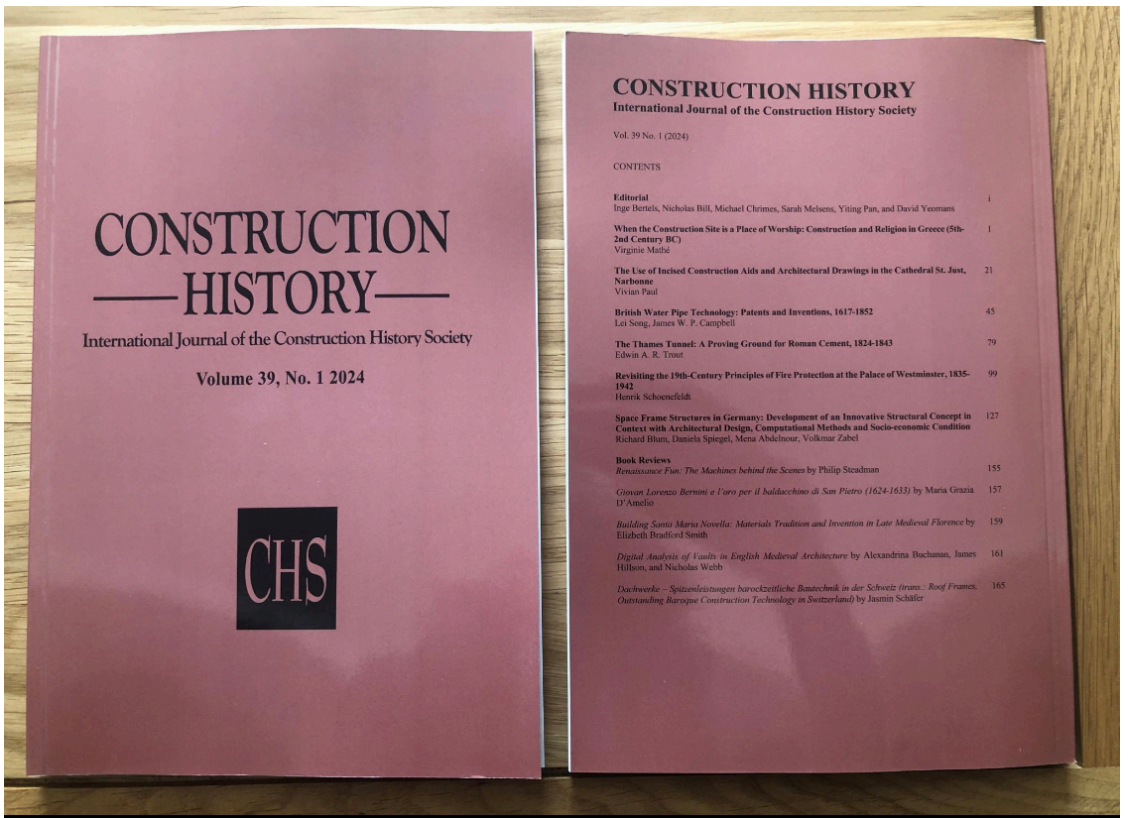 CONSTRUCTION
HISTORY
International Journal of the Construction History Society
Volume 39, No. 1 2024
CHS
CONSTRUCTION HISTORY
International Journal of the Construction History Society
Vol. 39 No. 1 (2024)
CONTENTS
Editorial i
Inge Bertels, Nicholas Bill, Michael Chrimes, Sarah Melsens, Yiting Pan, and David Yeomans
When the Construction Site is a Place of Worship: Construction and Religion in Greece (5th- 1
2nd Century BC)
Virginie Mathé
The Use of Incised Construction Aids and Architectural Drawings in the Cathedral St. Just, 21
Narbonne
Vivian Paul
British Water Pipe Technology: Patents and Inventions, 1617-1852 45
Lei Song, James W. P. Campbell
The Thames Tunnel: A Proving Ground for Roman Cement, 1824-1843 79
Edwin A. R. Trout
Revisiting the 19th-Century Principles of Fire Protection at the Palace of Westminster, 1835- 99
1942
Henrik Schoenefeldt
Space Frame Structures in Germany: Development of an Innovative Structural Concept in 127
Context with Architectural Design, Computational Methods and Socio-economic Condition
Richard Blum, Daniela Spiegel, Mena Abdelnour, Volkmar Zabel
Book Reviews
Renaissance Fun: The Machines behind the Scenes by Philip Steadman 155
Giovan Lorenzo Bernini e l'oro per il baldacchino di San Pietro (1624-1633) by Maria Grazia 157
D'Amelio
Building Santa Maria Novella: Materials Tradition and Invention in Late Medieval Florence by 159
Elizbeth Bradford Smith
Digital Analysis of Vaults in English Medieval Architecture by Alexandrina Buchanan, James 161
Hillson, and Nicholas Webb
Dachwerke – Spitzenleistungen barockzeitliche Bautechnik in der Schweiz (trans.: Roof Frames, 165
Outstanding Baroque Construction Technology in Switzerland) by Jasmin Schäfer